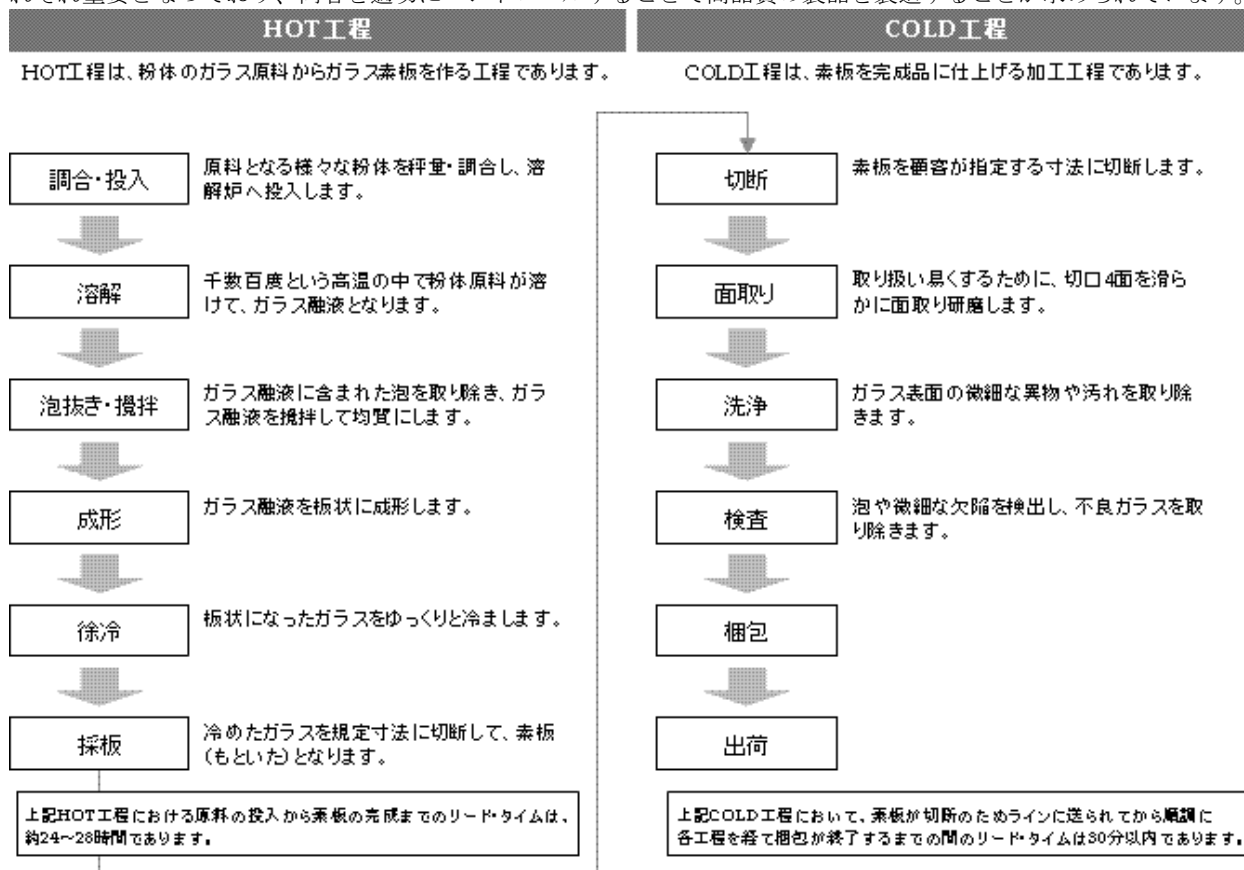 HOT工程
HOT工程は、粉体のガラス原料からガラス素板を作る工程であります。
調合・投入
原料となる様々な粉体を秤量・調合し、溶
解炉へ投入します。
溶解
千数百度という高温の中で粉体原料が溶
けて、ガラス融液となります。
泡抜き・攪拌
ガラス融液に含まれた泡を取り除き、ガラ
ス融液を攪拌して均質にします。
成形
ガラス融液を板状に成形します。
徐冷
板状になったガラスをゆっくりと冷まします。
採板
冷めたガラスを規定寸法に切断して、素板
(もといた)となります。
上記HOT工程における原料の投入から素板の完成までのリード・タイムは、
約24～28時間であります。
COLD工程
COLD工程は、素板を完成品に仕上げる加工工程であります。
切断
素板を顧客が指定する寸法に切断します。
面取り
取り扱い易くするために、切口4面を滑ら
かに面取り研磨します。
洗浄
ガラス表面の微細な異物や汚れを取り除
きます。
検査
泡や微細な欠陥を検出し、不良ガラスを取
り除きます。
梱包
出荷
上記COLD工程において、素板が切断のためラインに送られてから順調に
各工程を経て梱包が終了するまでの間のリード・タイムは30分以内であります。